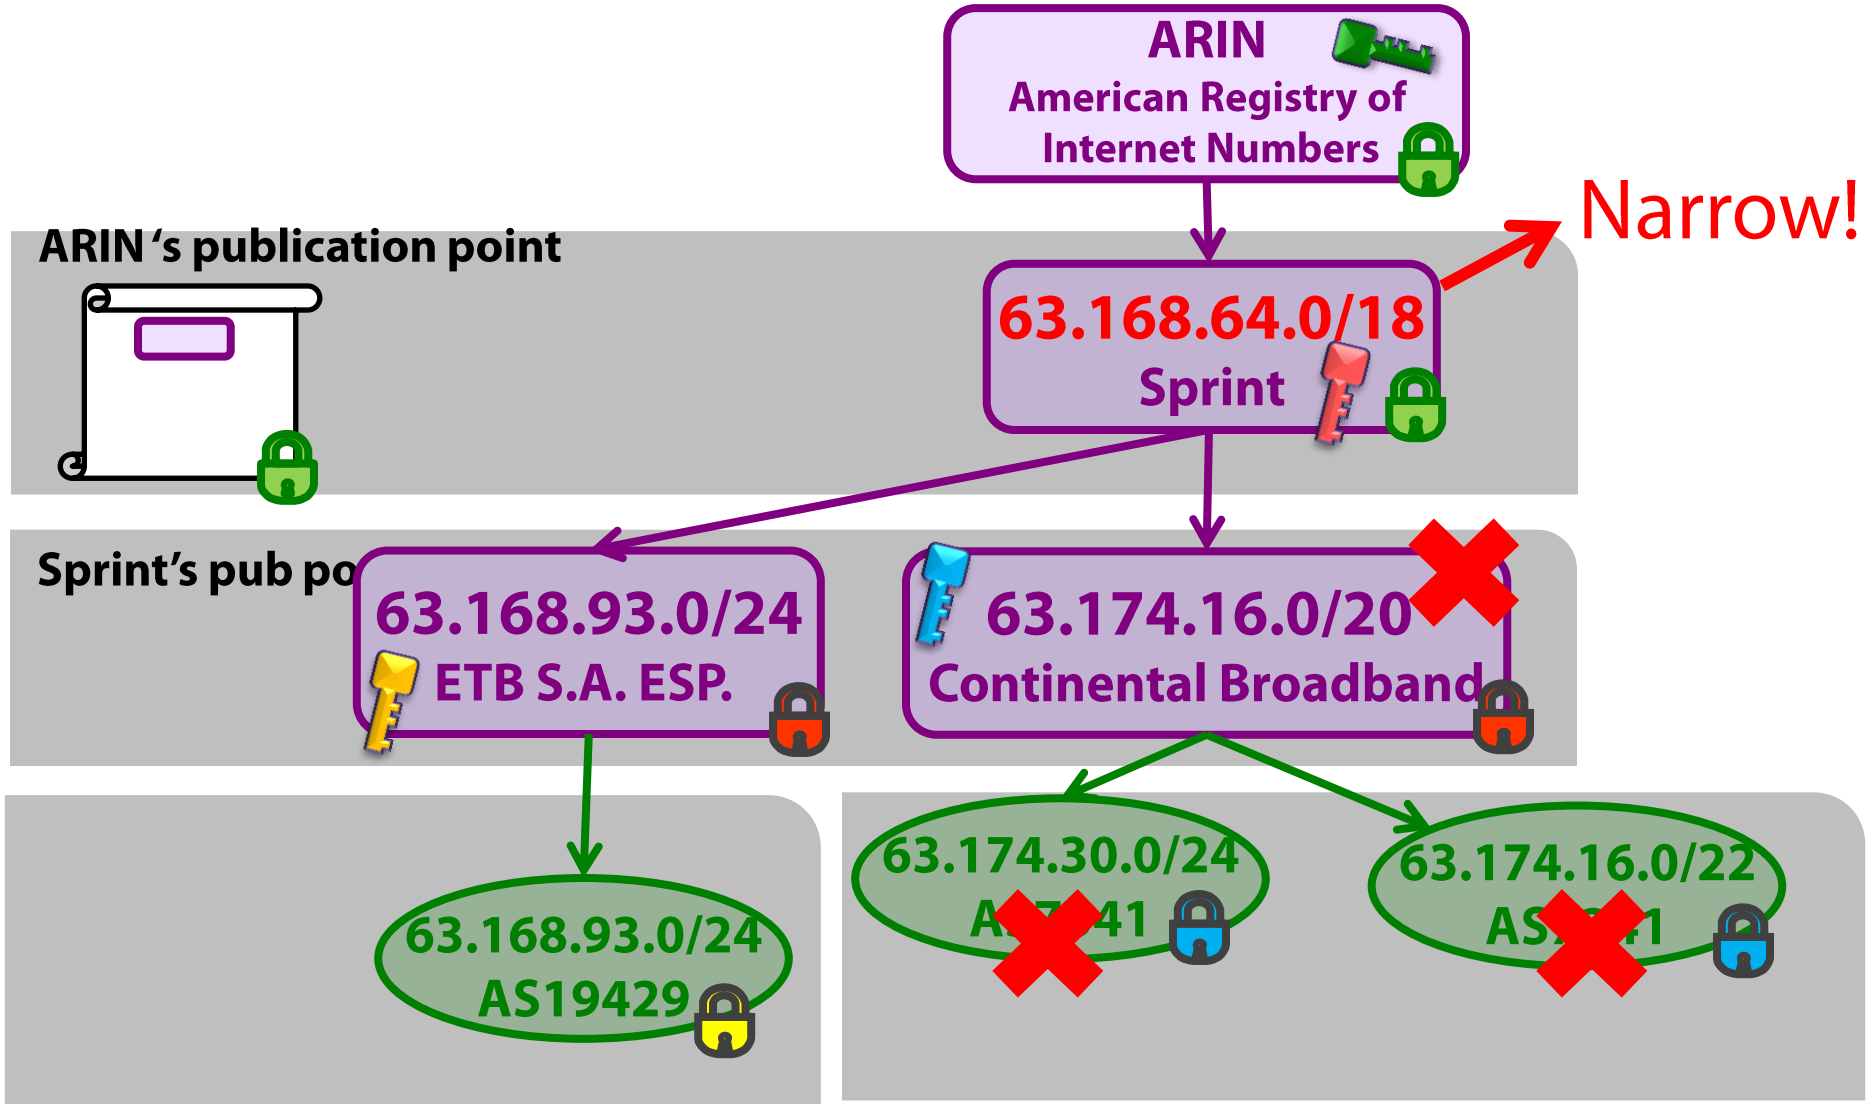 ARIN
American Registry of
Internet Numbers
Narrow!
ARIN ‘s publication point
63.168.64.0/18
Sprint
Sprint’s pub po
63.168.93.0/24
ETB S.A. ESP.
63.174.16.0/20
Continental Broadband
63.174.30.0/24
63.174.16.0/22
63.168.93.0/24
AS19429